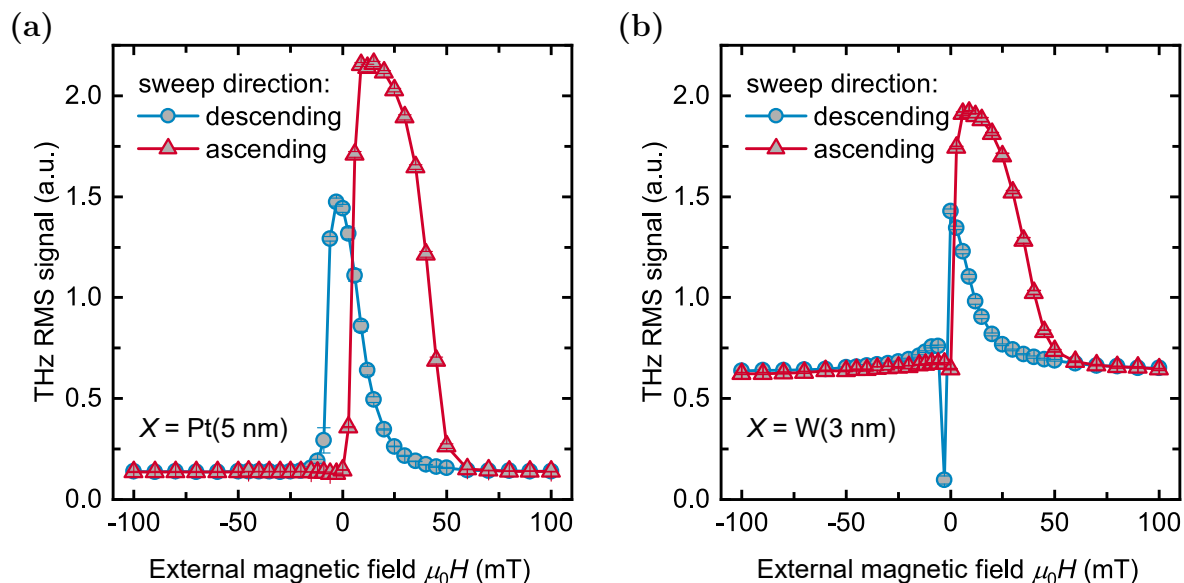 (a)
THz RMS signal (a.u.)
2.0
1.5
1.0
0.5
0.0
sweep direction:
descending
ascending
X = Pt(5 nm)
-100
-50
0
50
100
External magnetic field μ₀H (mT)
(b)
THz RMS signal (a.u.)
2.0
1.5
1.0
0.5
0.0
sweep direction:
descending
ascending
X = W(3 nm)
-100
-50
0
50
100
External magnetic field μ₀H (mT)